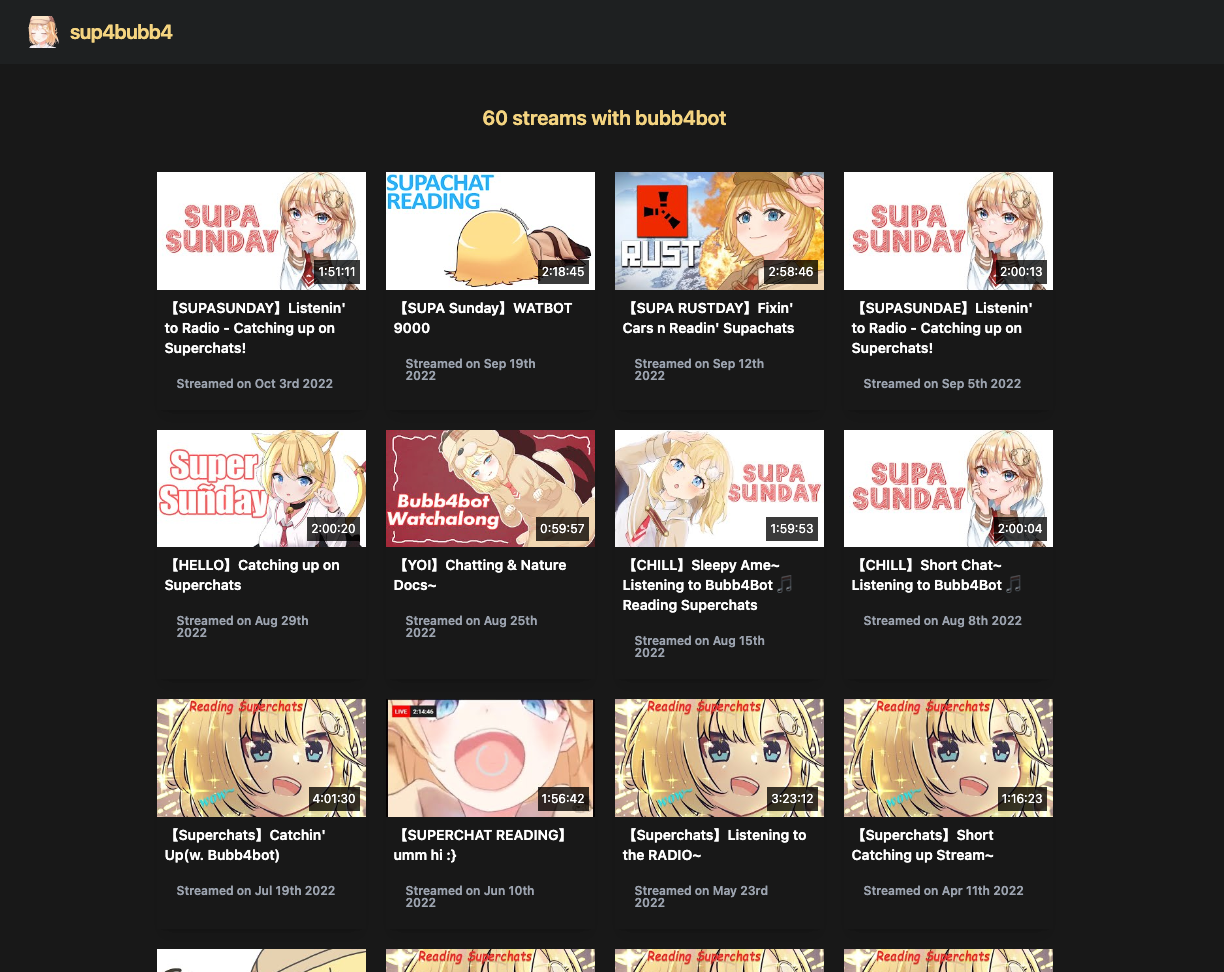 sup4bubb4
60 streams with bubb4bot
SUPA
SUNDAY
1:51:11
【SUPASUNDAY】Listenin'
to Radio - Catching up on
Superchats!
Streamed on Oct 3rd 2022
SUPACHAT
READING
2:18:45
【SUPA Sunday】WATBOT
9000
Streamed on Sep 19th
2022
RUST
2:58:46
【SUPA RUSTDAY】Fixin'
Cars n Readin' Supachats
Streamed on Sep 12th
2022
SUPA
SUNDAY
2:00:13
【SUPASUNDAE】Listenin'
to Radio - Catching up on
Superchats!
Streamed on Sep 5th 2022
Super
Sunday
2:00:20
【HELLO】Catching up on
Superchats
Streamed on Aug 29th
2022
Bubb4bot
Watchalong
0:59:57
【YOI】Chatting & Nature
Docs~
Streamed on Aug 25th
2022
SUPA
SUNDAY
1:59:53
【CHILL】Sleepy Ame~
Listening to Bubb4Bot🎵
Reading Superchats
Streamed on Aug 15th
2022
SUPA
SUNDAY
2:00:04
【CHILL】Short Chat~
Listening to Bubb4Bot🎵
Streamed on Aug 8th 2022
Reading Superchats
4:01:30
【Superchats】Catchin'
Up(w. Bubb4bot)
Streamed on Jul 19th 2022
LIVE 2:14:46
1:56:42
【SUPERCHAT READING】
umm hi :}
Streamed on Jun 10th
2022
Reading Superchats
3:23:12
【Superchats】Listening to
the RADIO~
Streamed on May 23rd
2022
Reading Superchats
1:16:23
【Superchats】Short
Catching up Stream~
Streamed on Apr 11th 2022
Reading Superchats
Reading Superchats
Reading Superchats